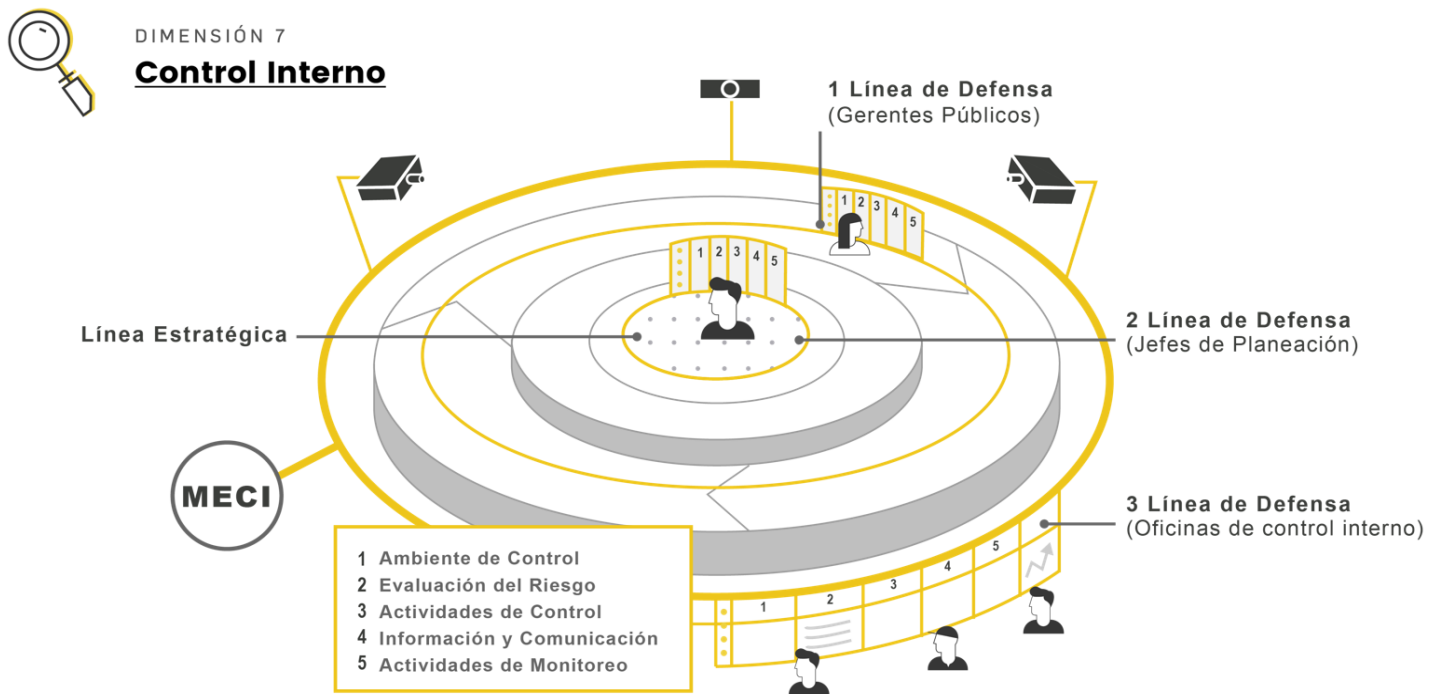 DIMENSIÓN 7
Control Interno
1 Línea de Defensa
(Gerentes Públicos)
1 2 3 4 5
1 2 3 4 5
Línea Estratégica
2 Línea de Defensa
(Jefes de Planeación)
MECI
3 Línea de Defensa
(Oficinas de control interno)
1 Ambiente de Control
2 Evaluación del Riesgo
3 Actividades de Control
4 Información y Comunicación
5 Actividades de Monitoreo
1 2 3 4 5